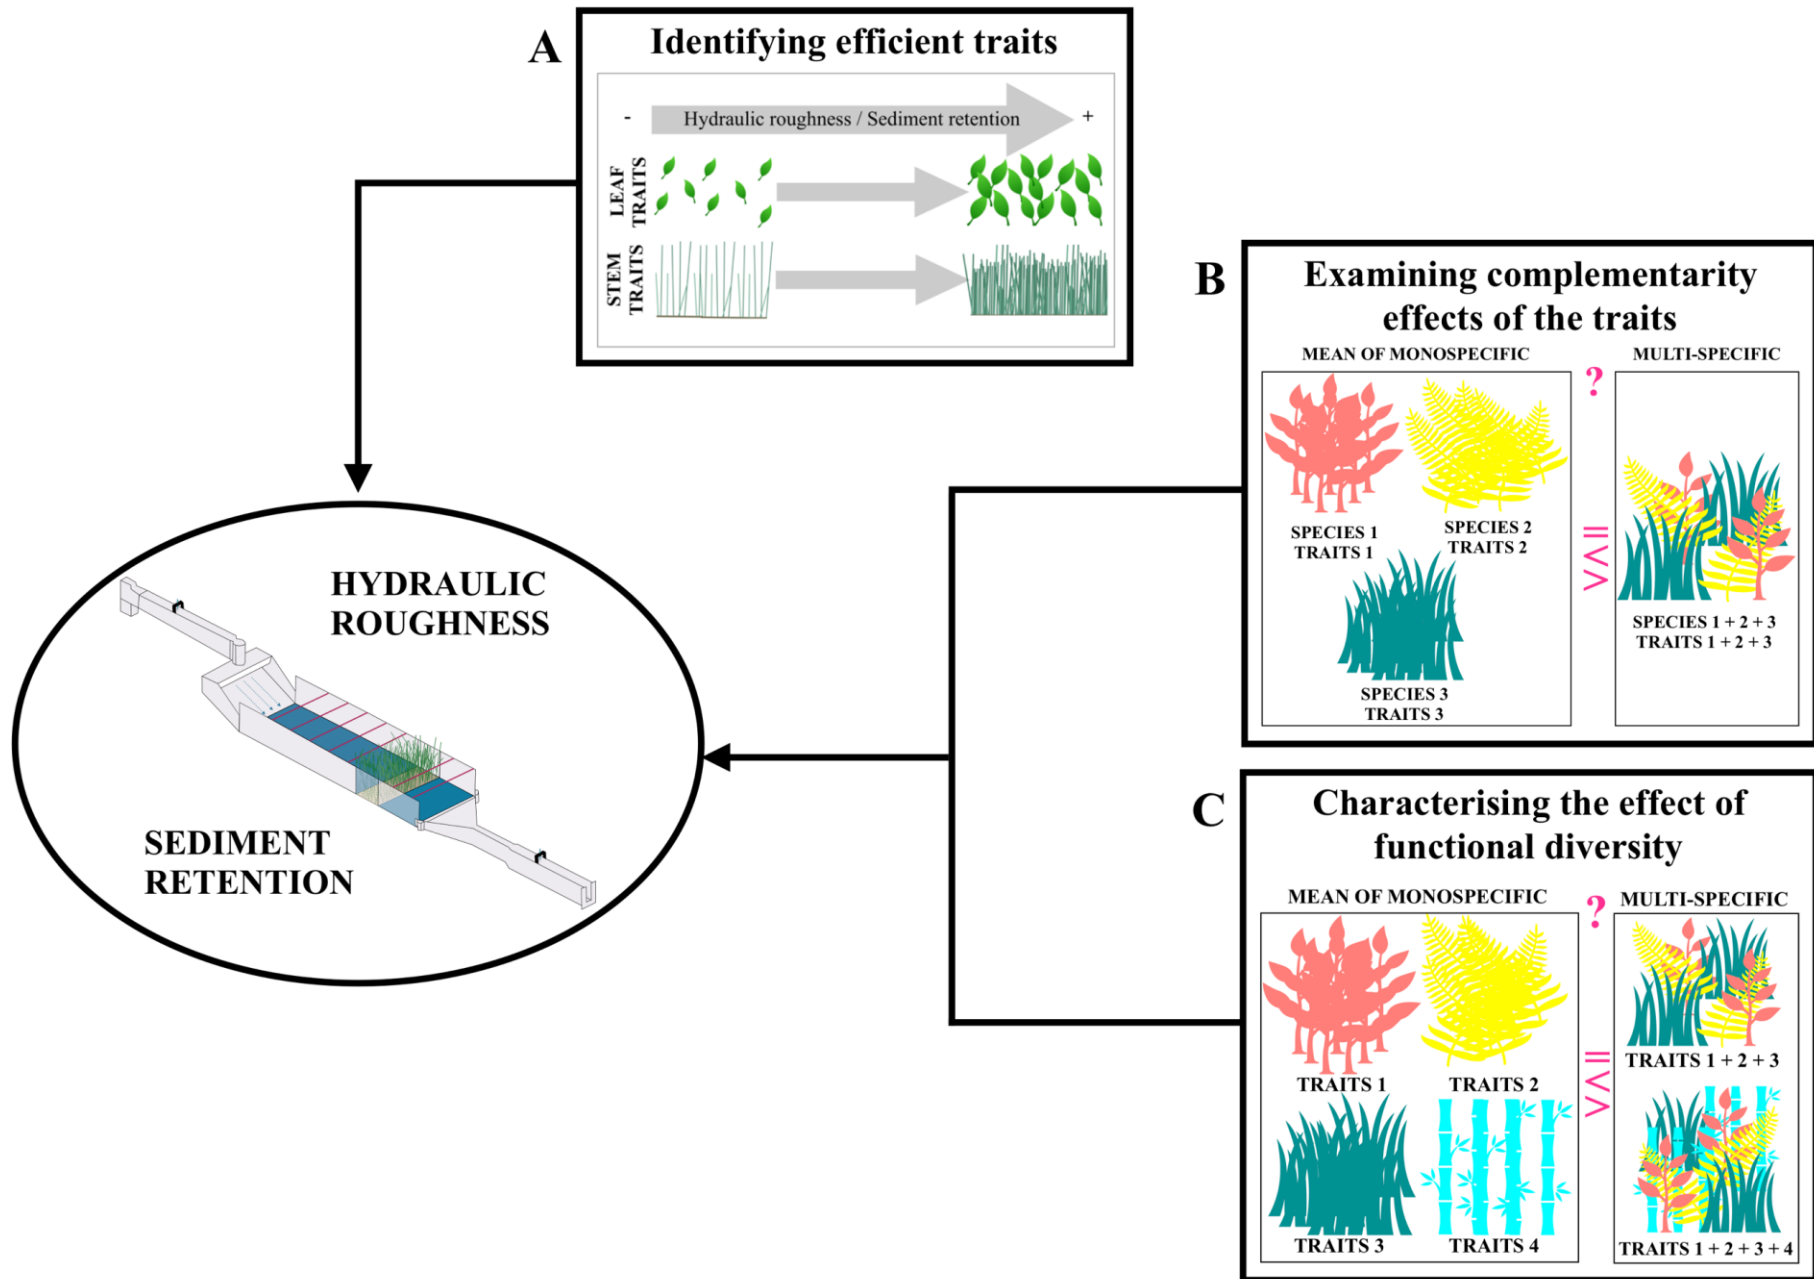 A
Identifying efficient traits
- Hydraulic roughness / Sediment retention +
LEAF
TRAITS
STEM
TRAITS
HYDRAULIC
ROUGHNESS
SEDIMENT
RETENTION
B
Examining complementarity
effects of the traits
MEAN OF MONOSPECIFIC
?
MULTI-SPECIFIC
SPECIES 1
TRAITS 1
SPECIES 2
TRAITS 2
SPECIES 3
TRAITS 3
= < >
SPECIES 1 + 2 + 3
TRAITS 1 + 2 + 3
C
Characterising the effect of
functional diversity
MEAN OF MONOSPECIFIC
?
MULTI-SPECIFIC
TRAITS 1
TRAITS 2
TRAITS 3
TRAITS 4
= < >
TRAITS 1 + 2 + 3
TRAITS 1 + 2 + 3 + 4